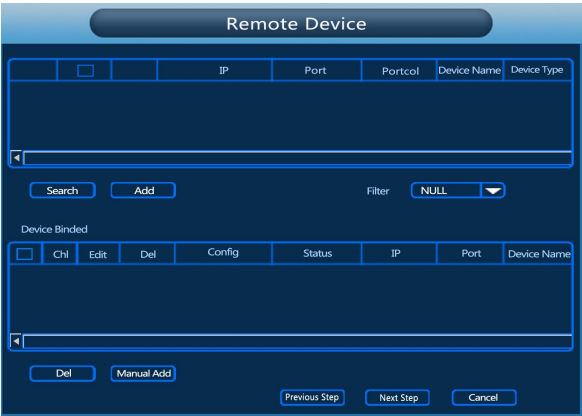 Remote Device
IP Port Portcol Device Name Device Type
Search Add Filter NULL
Device Binded
Chl Edit Del Config Status IP Port Device Name
Del Manual Add
Previous Step Next Step Cancel